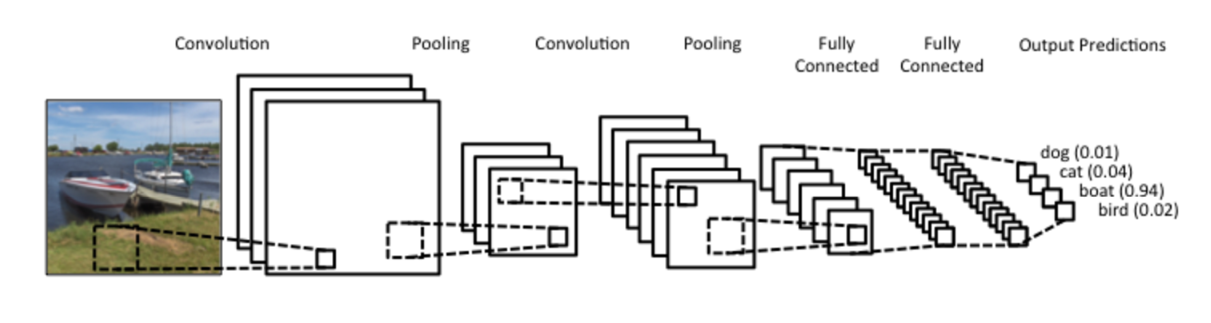 Convolution
Pooling
Convolution
Pooling
Fully
Connected
Fully
Connected
Output Predictions
dog (0.01)
cat (0.04)
boat (0.94)
bird (0.02)